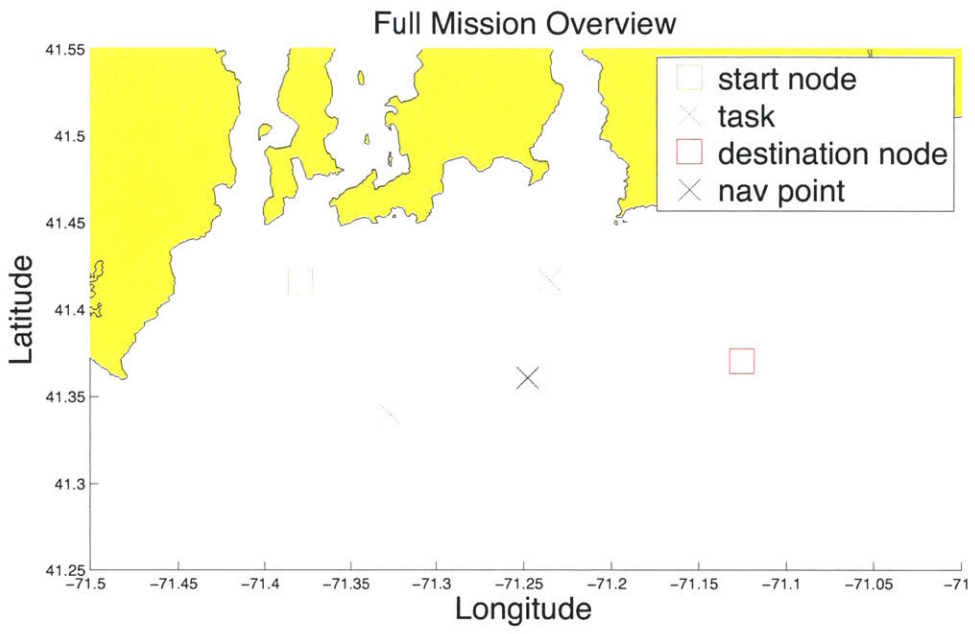 Full Mission Overview
41.55
41.5
41.45
41.4
41.35
41.3
41.25
Latitude
start node
task
destination node
nav point
−71.5 −71.45 −71.4 −71.35 −71.3 −71.25 −71.2 −71.15 −71.1 −71.05 −71
Longitude